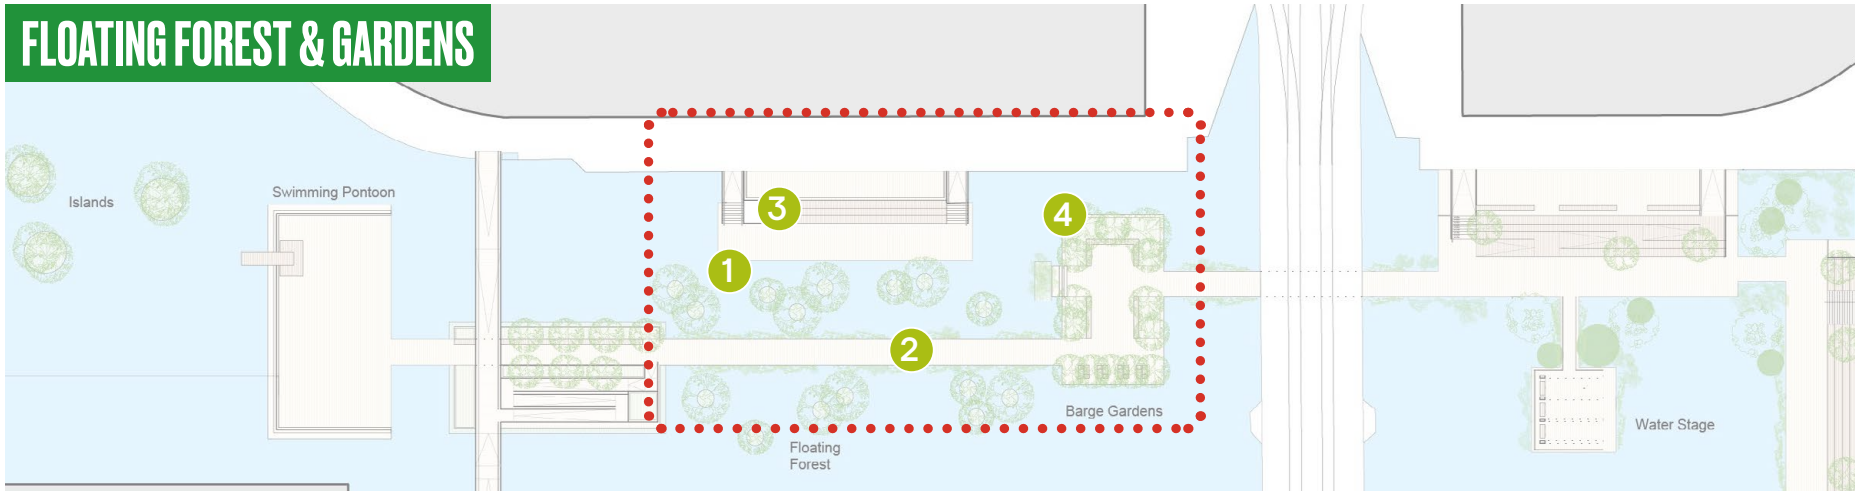 FLOATING FOREST & GARDENS
Islands
Swimming Pontoon
3
4
1
2
Barge Gardens
Water Stage
Floating
Forest